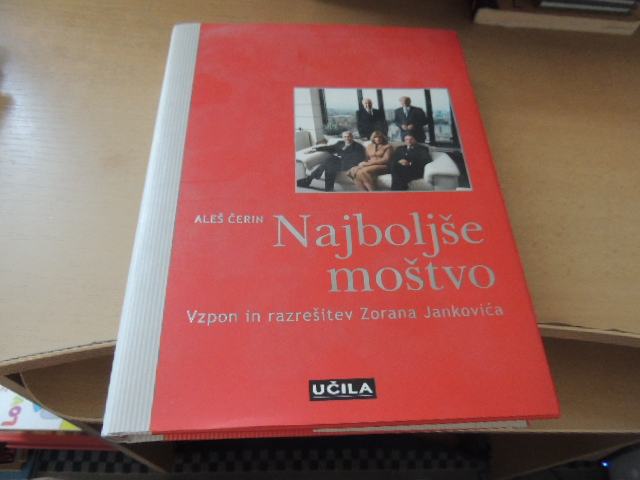 ALEŠ ČERIN
Najboljše
moštvo
Vzpon in razrešitev Zorana Jankovića
UČILA